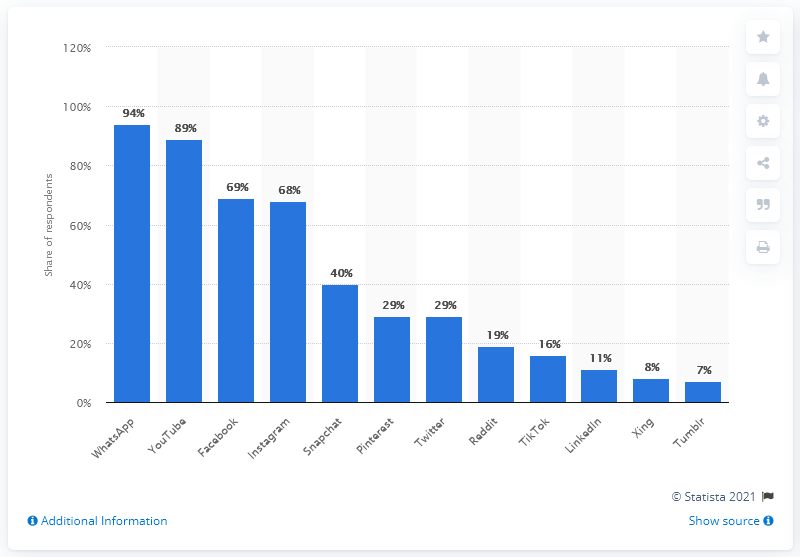 120%
100%
80%
60%
40%
20%
0%
Share of respondents
94%
89%
69%
68%
40%
29%
29%
19%
16%
11%
8%
7%
WhatsApp
YouTube
Facebook
Instagram
Snapchat
Pinterest
Twitter
Reddit
TikTok
LinkedIn
Xing
Tumblr
© Statista 2021
Additional Information
Show source